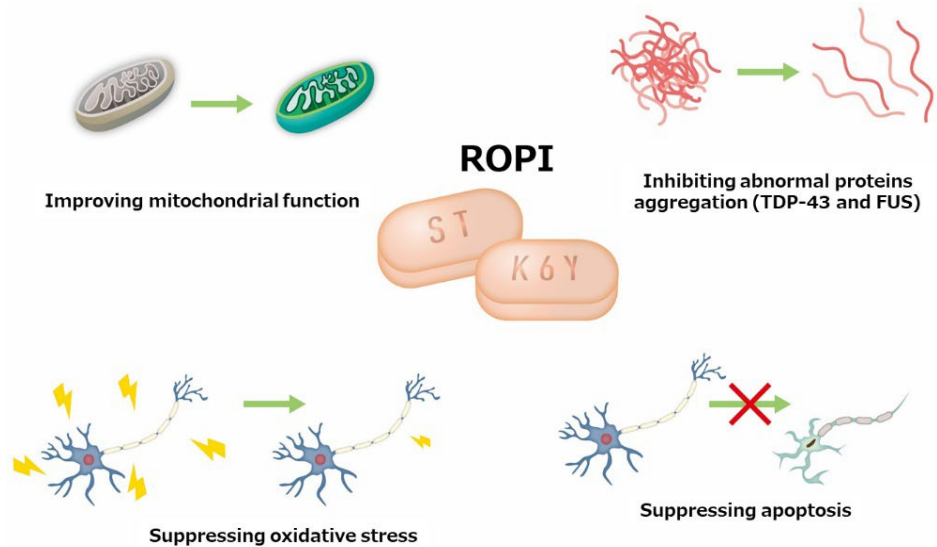 ROPI
Improving mitochondrial function
Inhibiting abnormal proteins
aggregation (TDP-43 and FUS)
ST
K6Y
Suppressing oxidative stress
Suppressing apoptosis